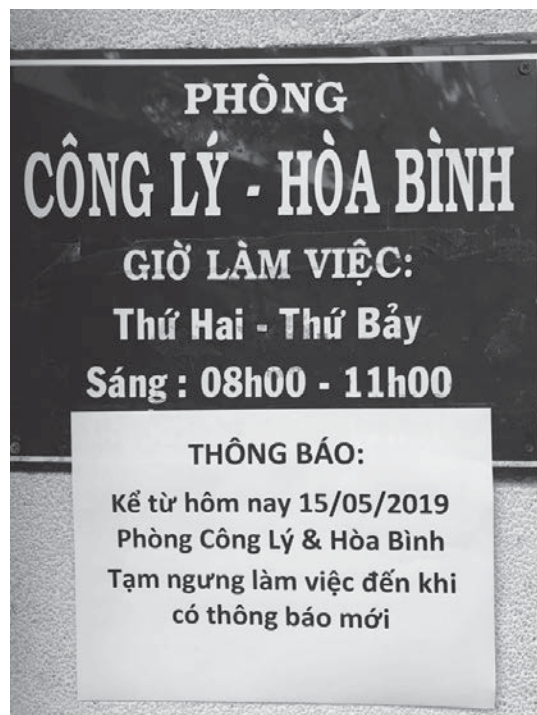 PHÒNG
CÔNG LÝ - HÒA BÌNH
GIỜ LÀM VIỆC:
Thứ Hai - Thứ Bảy
Sáng : 08h00 - 11h00
THÔNG BÁO:
Kể từ hôm nay 15/05/2019
Phòng Công Lý & Hòa Bình
Tạm ngưng làm việc đến khi
có thông báo mới